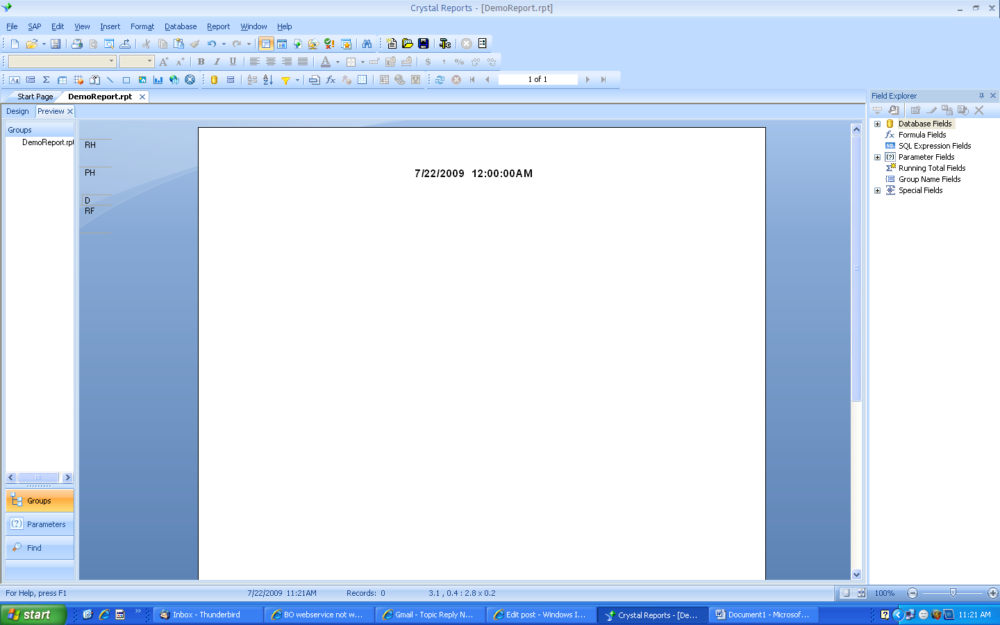 Crystal Reports - [DemoReport.rpt]
File SAP Edit View Insert Format Database Report Window Help
1 of 1
Start Page DemoReport.rpt
Design Preview
Groups
DemoReport.rpt
RH
PH
D
RF
7/22/2009 12:00:00AM
Groups
Parameters
Find
Field Explorer
Database Fields
Formula Fields
SQL Expression Fields
Parameter Fields
Running Total Fields
Group Name Fields
Special Fields
For Help, press F1 7/22/2009 11:21AM Records: 0 3.1 , 0.4 : 2.8 x 0.2 100%
start Inbox - Thunderbird BO webservice not w... Gmail - Topic Reply N... Edit post - Windows I... Crystal Reports - [De... Document1 - Microsof... 11:21 AM